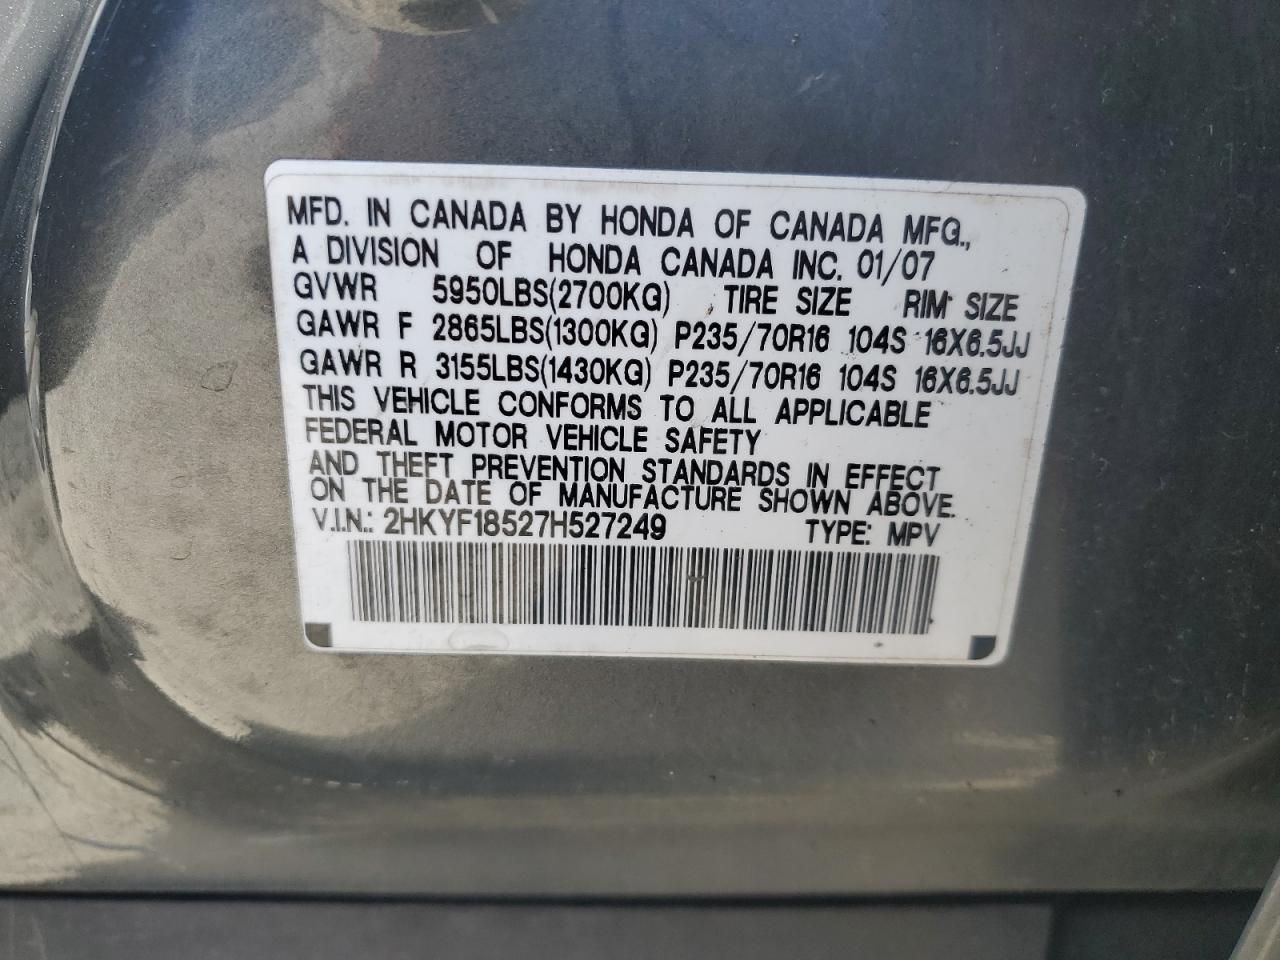 MFD. IN CANADA BY HONDA OF CANADA MFG.,
A DIVISION OF HONDA CANADA INC. 01/07
GVWR 5950LBS(2700KG) TIRE SIZE RIM SIZE
GAWR F 2865LBS(1300KG) P235/70R16 104S 16X6.5JJ
GAWR R 3155LBS(1430KG) P235/70R16 104S 16X6.5JJ
THIS VEHICLE CONFORMS TO ALL APPLICABLE
FEDERAL MOTOR VEHICLE SAFETY
AND THEFT PREVENTION STANDARDS IN EFFECT
ON THE DATE OF MANUFACTURE SHOWN ABOVE.
V.I.N.: 2HKYF18527H527249 TYPE: MPV